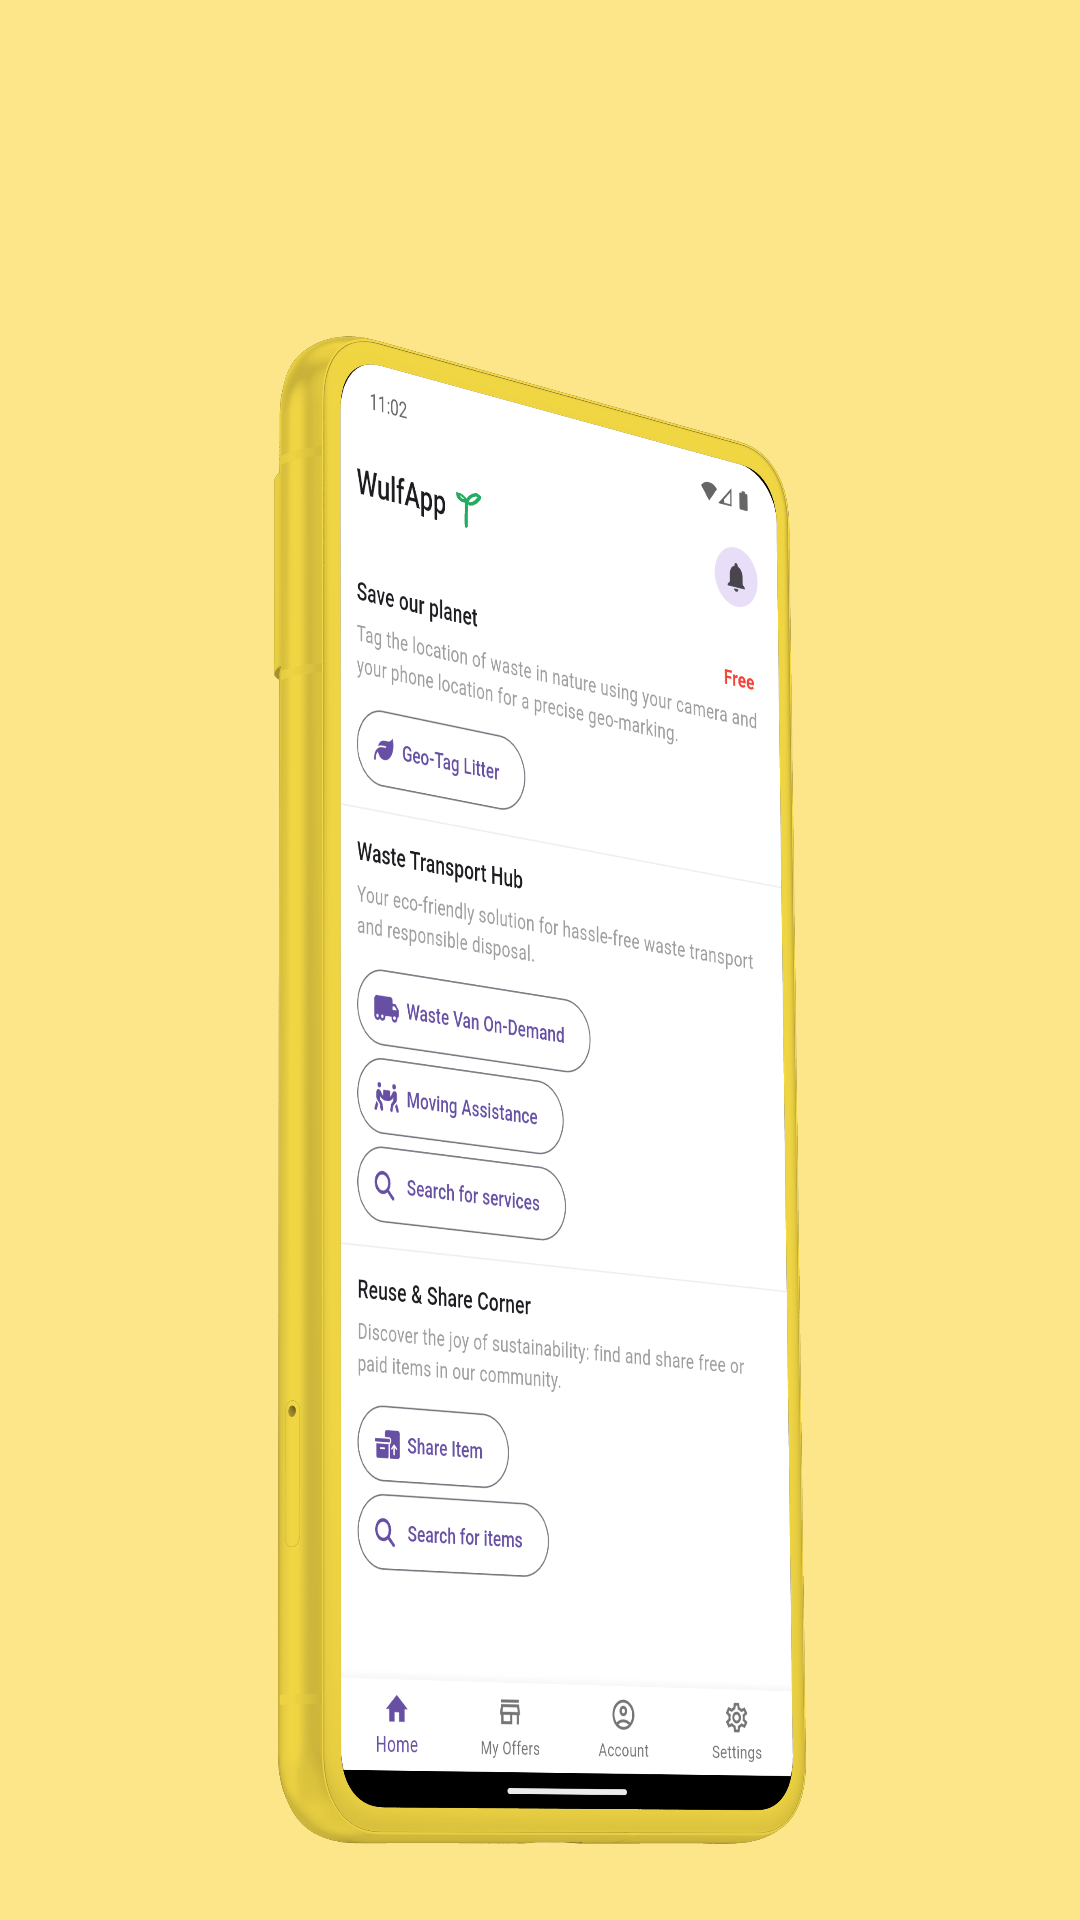 11:02
WulfApp
Save our planet
Free
Tag the location of waste in nature using your camera and
your phone location for a precise geo-marking.
Geo-Tag Litter
Waste Transport Hub
Your eco-friendly solution for hassle-free waste transport
and responsible disposal.
Waste Van On-Demand
Moving Assistance
Search for services
Reuse & Share Corner
Discover the joy of sustainability: find and share free or
paid items in our community.
Share Item
Search for items
Home
My Offers
Account
Settings